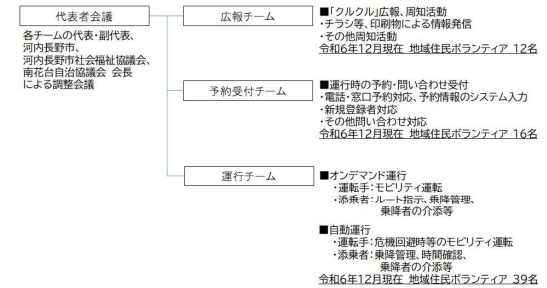 代表者会議
各チームの代表・副代表、
河内長野市、
河内長野市社会福祉協議会、
南花台自治協議会 会長
による調整会議
広報チーム
■「クルクル」広報、周知活動
・チラシ等、印刷物による情報発信
・その他周知活動
令和6年12月現在 地域住民ボランティア 12名
予約受付チーム
■運行時の予約・問い合わせ受付
・電話・窓口予約対応、予約情報のシステム入力
・新規登録者対応
・その他問い合わせ対応
令和6年12月現在 地域住民ボランティア 16名
運行チーム
■オンデマンド運行
・運転手：モビリティ運転
・添乗者：ルート指示、乗降管理、
乗降者の介添等
■自動運行
・運転手：危機回避時等のモビリティ運転
・添乗者：乗降管理、時間確認、
乗降者の介添等
令和6年12月現在 地域住民ボランティア 39名